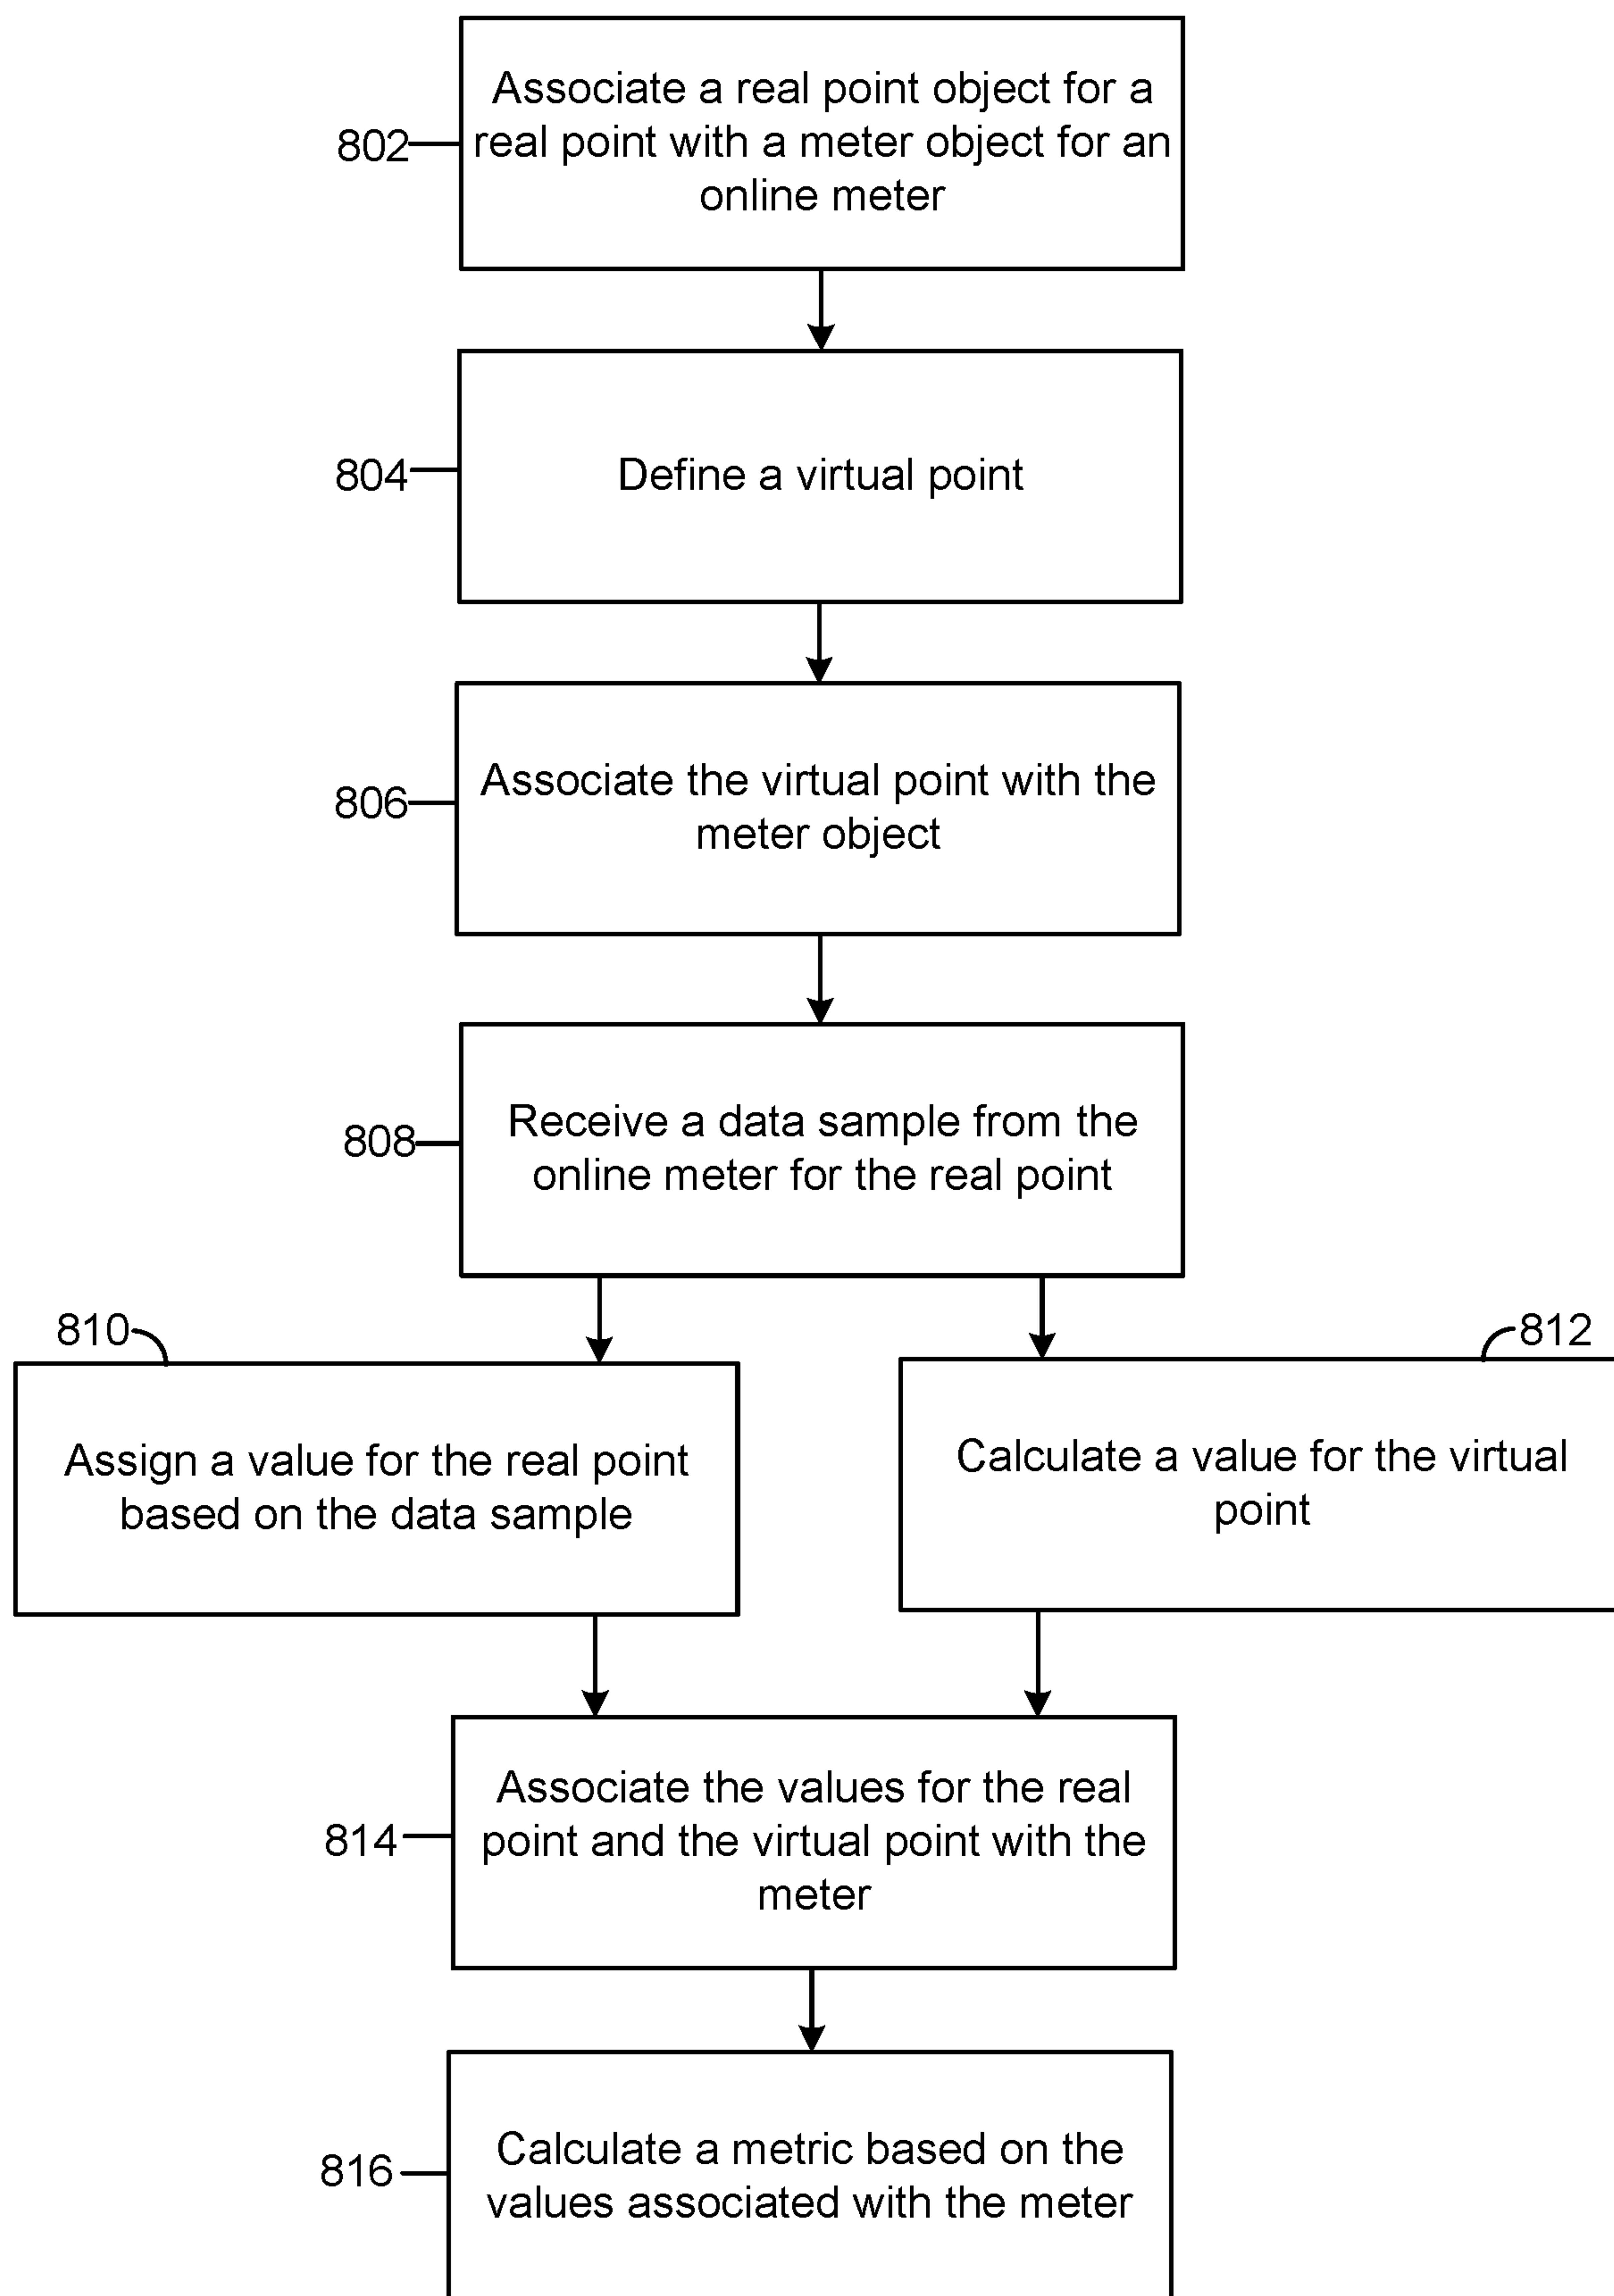 Associate a real point object for a
802
real point with a meter object for an
online meter
804
Define a virtual point
Associate the virtual point with the
806
meter object
Receive a data sample from the
808
online meter for the real point
810
812
Assign a value for the real point
based on the data sample
Calculate a value for the virtual
point
Associate the values for the real
814
point and the virtual point with the
meter
Calculate a metric based on the
816
values associated with the meter